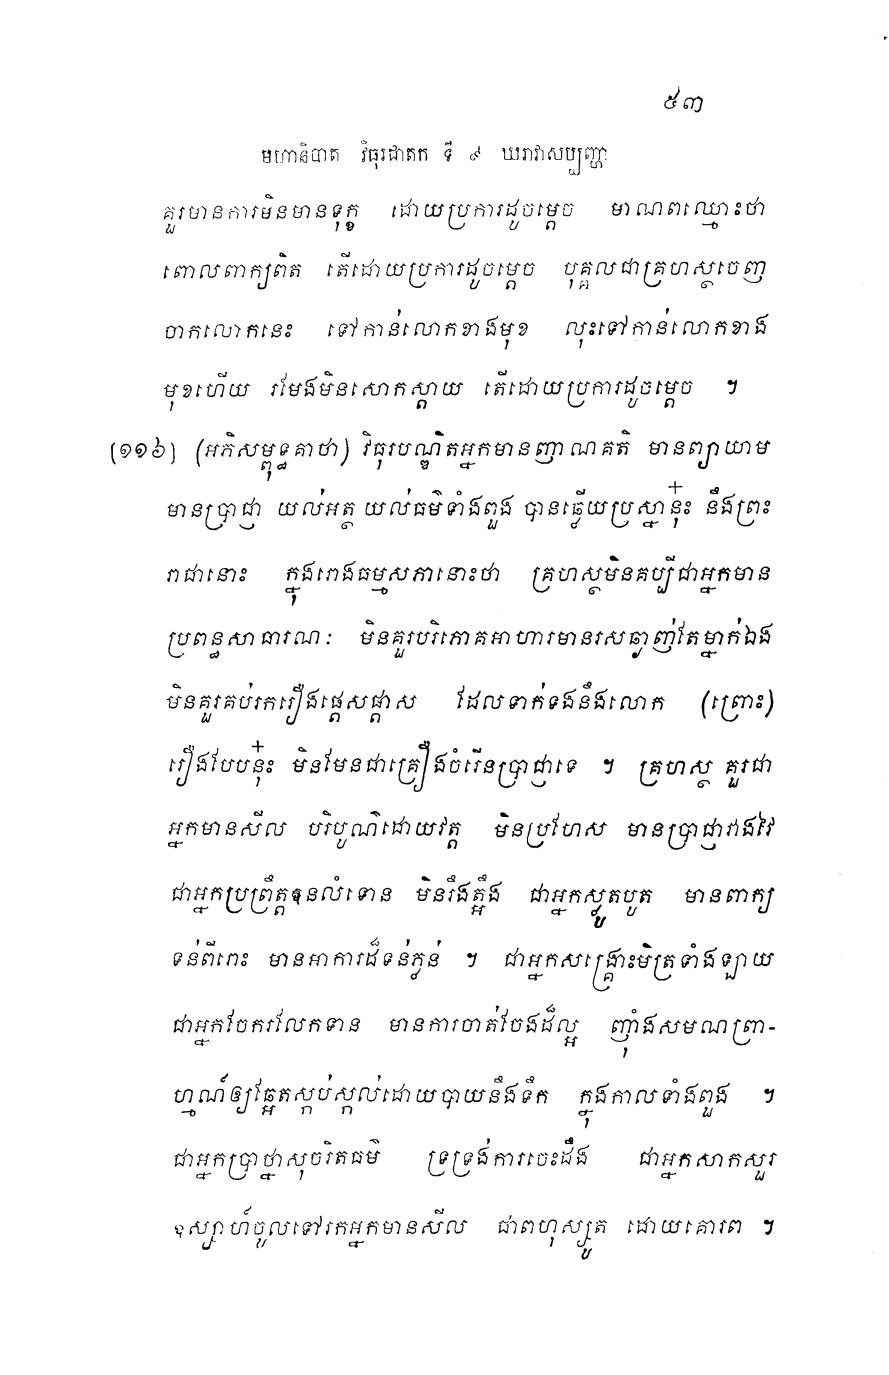 ៥៣
មហានិបាត វិធុរជាតក ទី ៩ ឃរាវាសប្បញ្ហា
គួរមានការមិនមានទុក្ខ ដោយប្រការដូចម្តេច មាណពឈ្មោះថា
ពោលពាក្យពិត តើដោយប្រការដូចម្តេច បុគ្គលជាគ្រហស្ថចេញ
ចាកលោកនេះ ទៅកាន់លោកខាងមុខ លុះទៅកាន់លោកខាង
មុខហើយ រមែងមិនសោកស្តាយ តើដោយប្រការដូចម្តេច ។
(១១៦) (អភិសម្ពុទ្ធគាថា) វិធុរបណ្ឌិតអ្នកមានញាណគតិ មានព្យាយាម
មានប្រាជ្ញា យល់អត្ថ យល់ធម៌ទាំងពួង បានធ្វើយប្រស្នានុ៎ះ នឹងព្រះ
រាជានោះ ក្នុងរោងធម្មសភានោះថា គ្រហស្ថមិនគប្បីជាអ្នកមាន
ប្រពន្ធសាធារណៈ មិនគួរបរិភោគអាហារមានរសឆ្ងាញ់តែម្នាក់ឯង
មិនគួរគប់រករឿងផ្តេសផ្តាស ដែលទាក់ទងនឹងលោក (ព្រោះ)
រឿងបែបនុ៎ះ មិនមែនជាគ្រឿងចំរើនប្រាជ្ញាទេ ។ គ្រហស្ថ គួរជា
អ្នកមានសីល បរិបូណ៌ដោយវត្ត មិនប្រហែស មានប្រាជ្ញាវាងវៃ
ជាអ្នកប្រព្រឹត្តឱនលំទោន មិនរឹងត្អឹង ជាអ្នកស្លូតបូត មានពាក្យ
ទន់ពីរោះ មានអាការដ៏ទន់ភ្លន់ ។ ជាអ្នកសង្គ្រោះមិត្រទាំងឡាយ
ជាអ្នកចែករលែកទាន មានការចាត់ចែងដ៏ល្អ ញ៉ាំងសមណព្រា-
ហ្មណ៍ឲ្យឆ្អែតស្កប់ស្កល់ដោយបាយនឹងទឹក ក្នុងកាលទាំងពួង ។
ជាអ្នកប្រាថ្នាសុចរិតធម៌ ទ្រទ្រង់ការចេះដឹង ជាអ្នកសាកសួរ
ឧស្សាហ៍ចូលទៅរកអ្នកមានសីល ជាពហុស្សូត ដោយគោរព ។